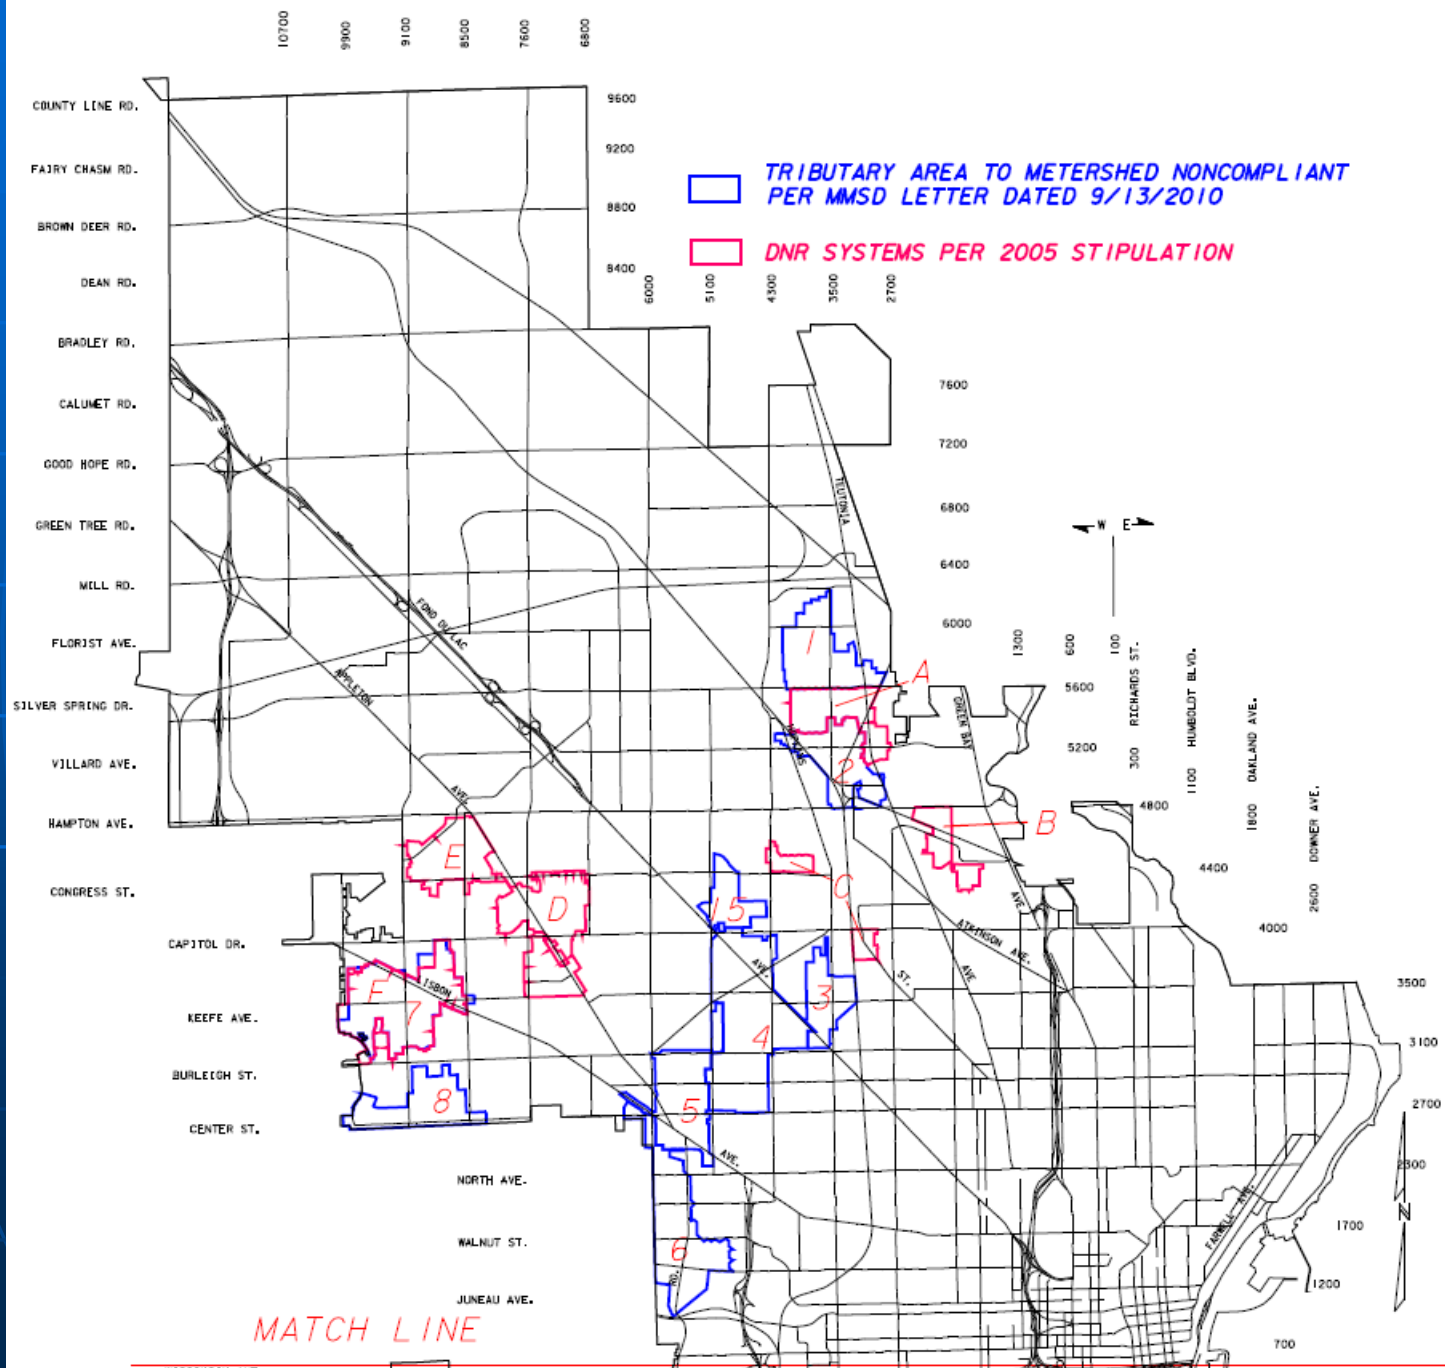 10700
9900
9100
8500
7600
6800
COUNTY LINE RD.
9600
FAIRY CHASM RD.
9200
TRIBUTARY AREA TO METERSHED NONCOMPLIANT
PER MMSD LETTER DATED 9/13/2010
BROWN DEER RD.
8800
DNR SYSTEMS PER 2005 STIPULATION
DEAN RD.
8400
6000
5100
4300
3500
2700
BRADLEY RD.
CALUMET RD.
7600
GOOD HOPE RD.
7200
TEUTONIA
GREEN TREE RD.
6800
W E
MILL RD.
6400
FOND DU LAC
FLORIST AVE.
6000
1300
600
100
RICHARDS ST.
300
HUMBOLDT BLVD.
1100
OAKLAND AVE.
1800
DOWNER AVE.
2600
1
A
APPLETON
5600
SILVER SPRING DR.
GREEN BAY
HOPKINS
5200
VILLARD AVE.
2
AVE.
4800
HAMPTON AVE.
B
E
4400
CONGRESS ST.
C
D
15
AVE
ATKINSON AVE.
4000
CAPITOL DR.
F
LISBON
AVE.
ST.
AVE
3500
7
3
KEEFE AVE.
4
3100
BURLEIGH ST.
8
5
2700
CENTER ST.
AVE.
2300
NORTH AVE.
FARWELL AVE.
N
1700
WALNUT ST.
6
RD.
1200
JUNEAU AVE.
MATCH LINE
700